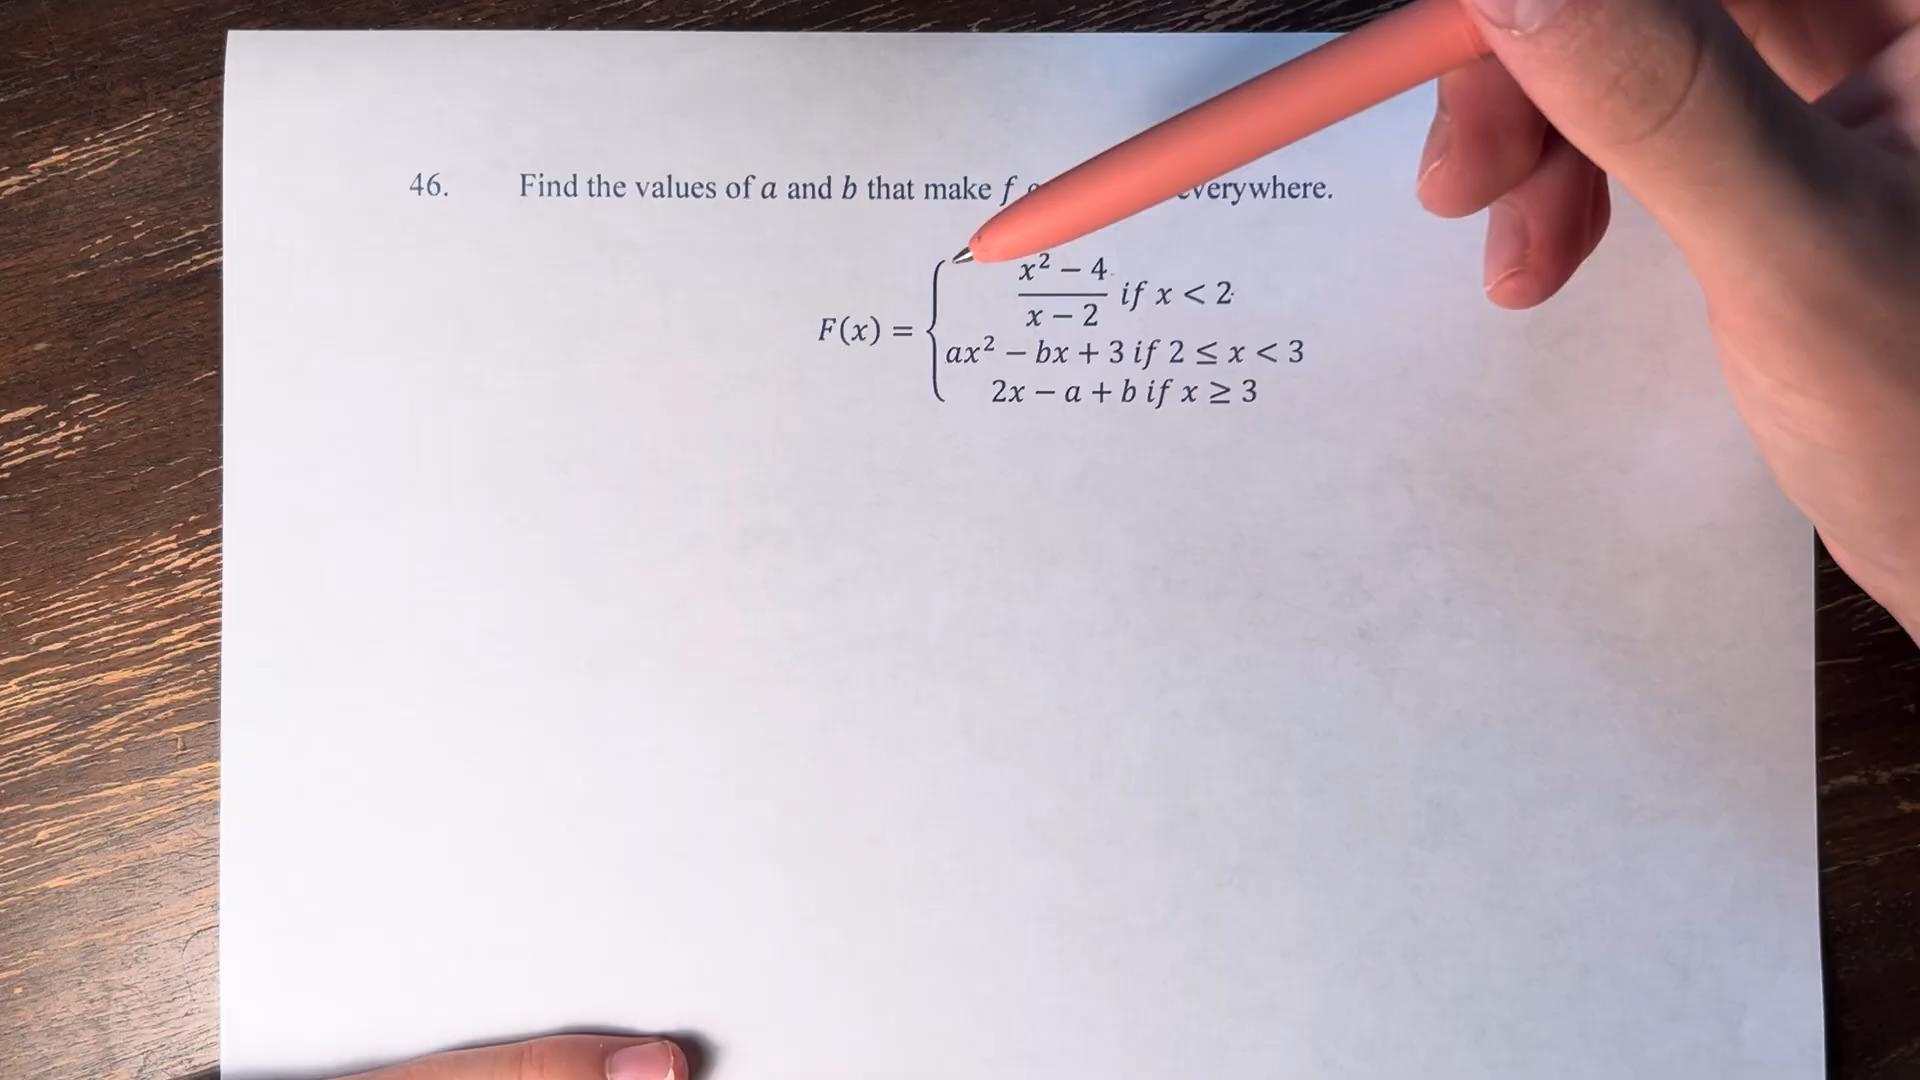 46. Find the values of a and b that make f everywhere.
x² − 4
F(x) = { ─── if x < 2
x − 2
ax² − bx + 3 if 2 ≤ x < 3
2x − a + b if x ≥ 3